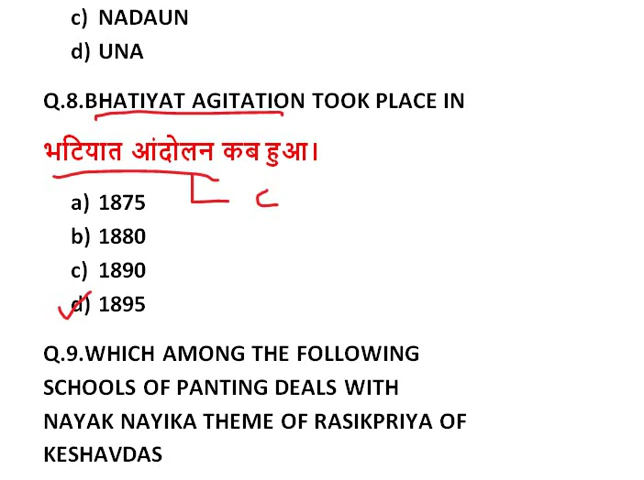 c) NADAUN
d) UNA
Q.8.BHATIYAT AGITATION TOOK PLACE IN
भटियात आंदोलन कब हुआ।
a) 1875
b) 1880
c) 1890
d) 1895
Q.9.WHICH AMONG THE FOLLOWING
SCHOOLS OF PANTING DEALS WITH
NAYAK NAYIKA THEME OF RASIKPRIYA OF
KESHAVDAS